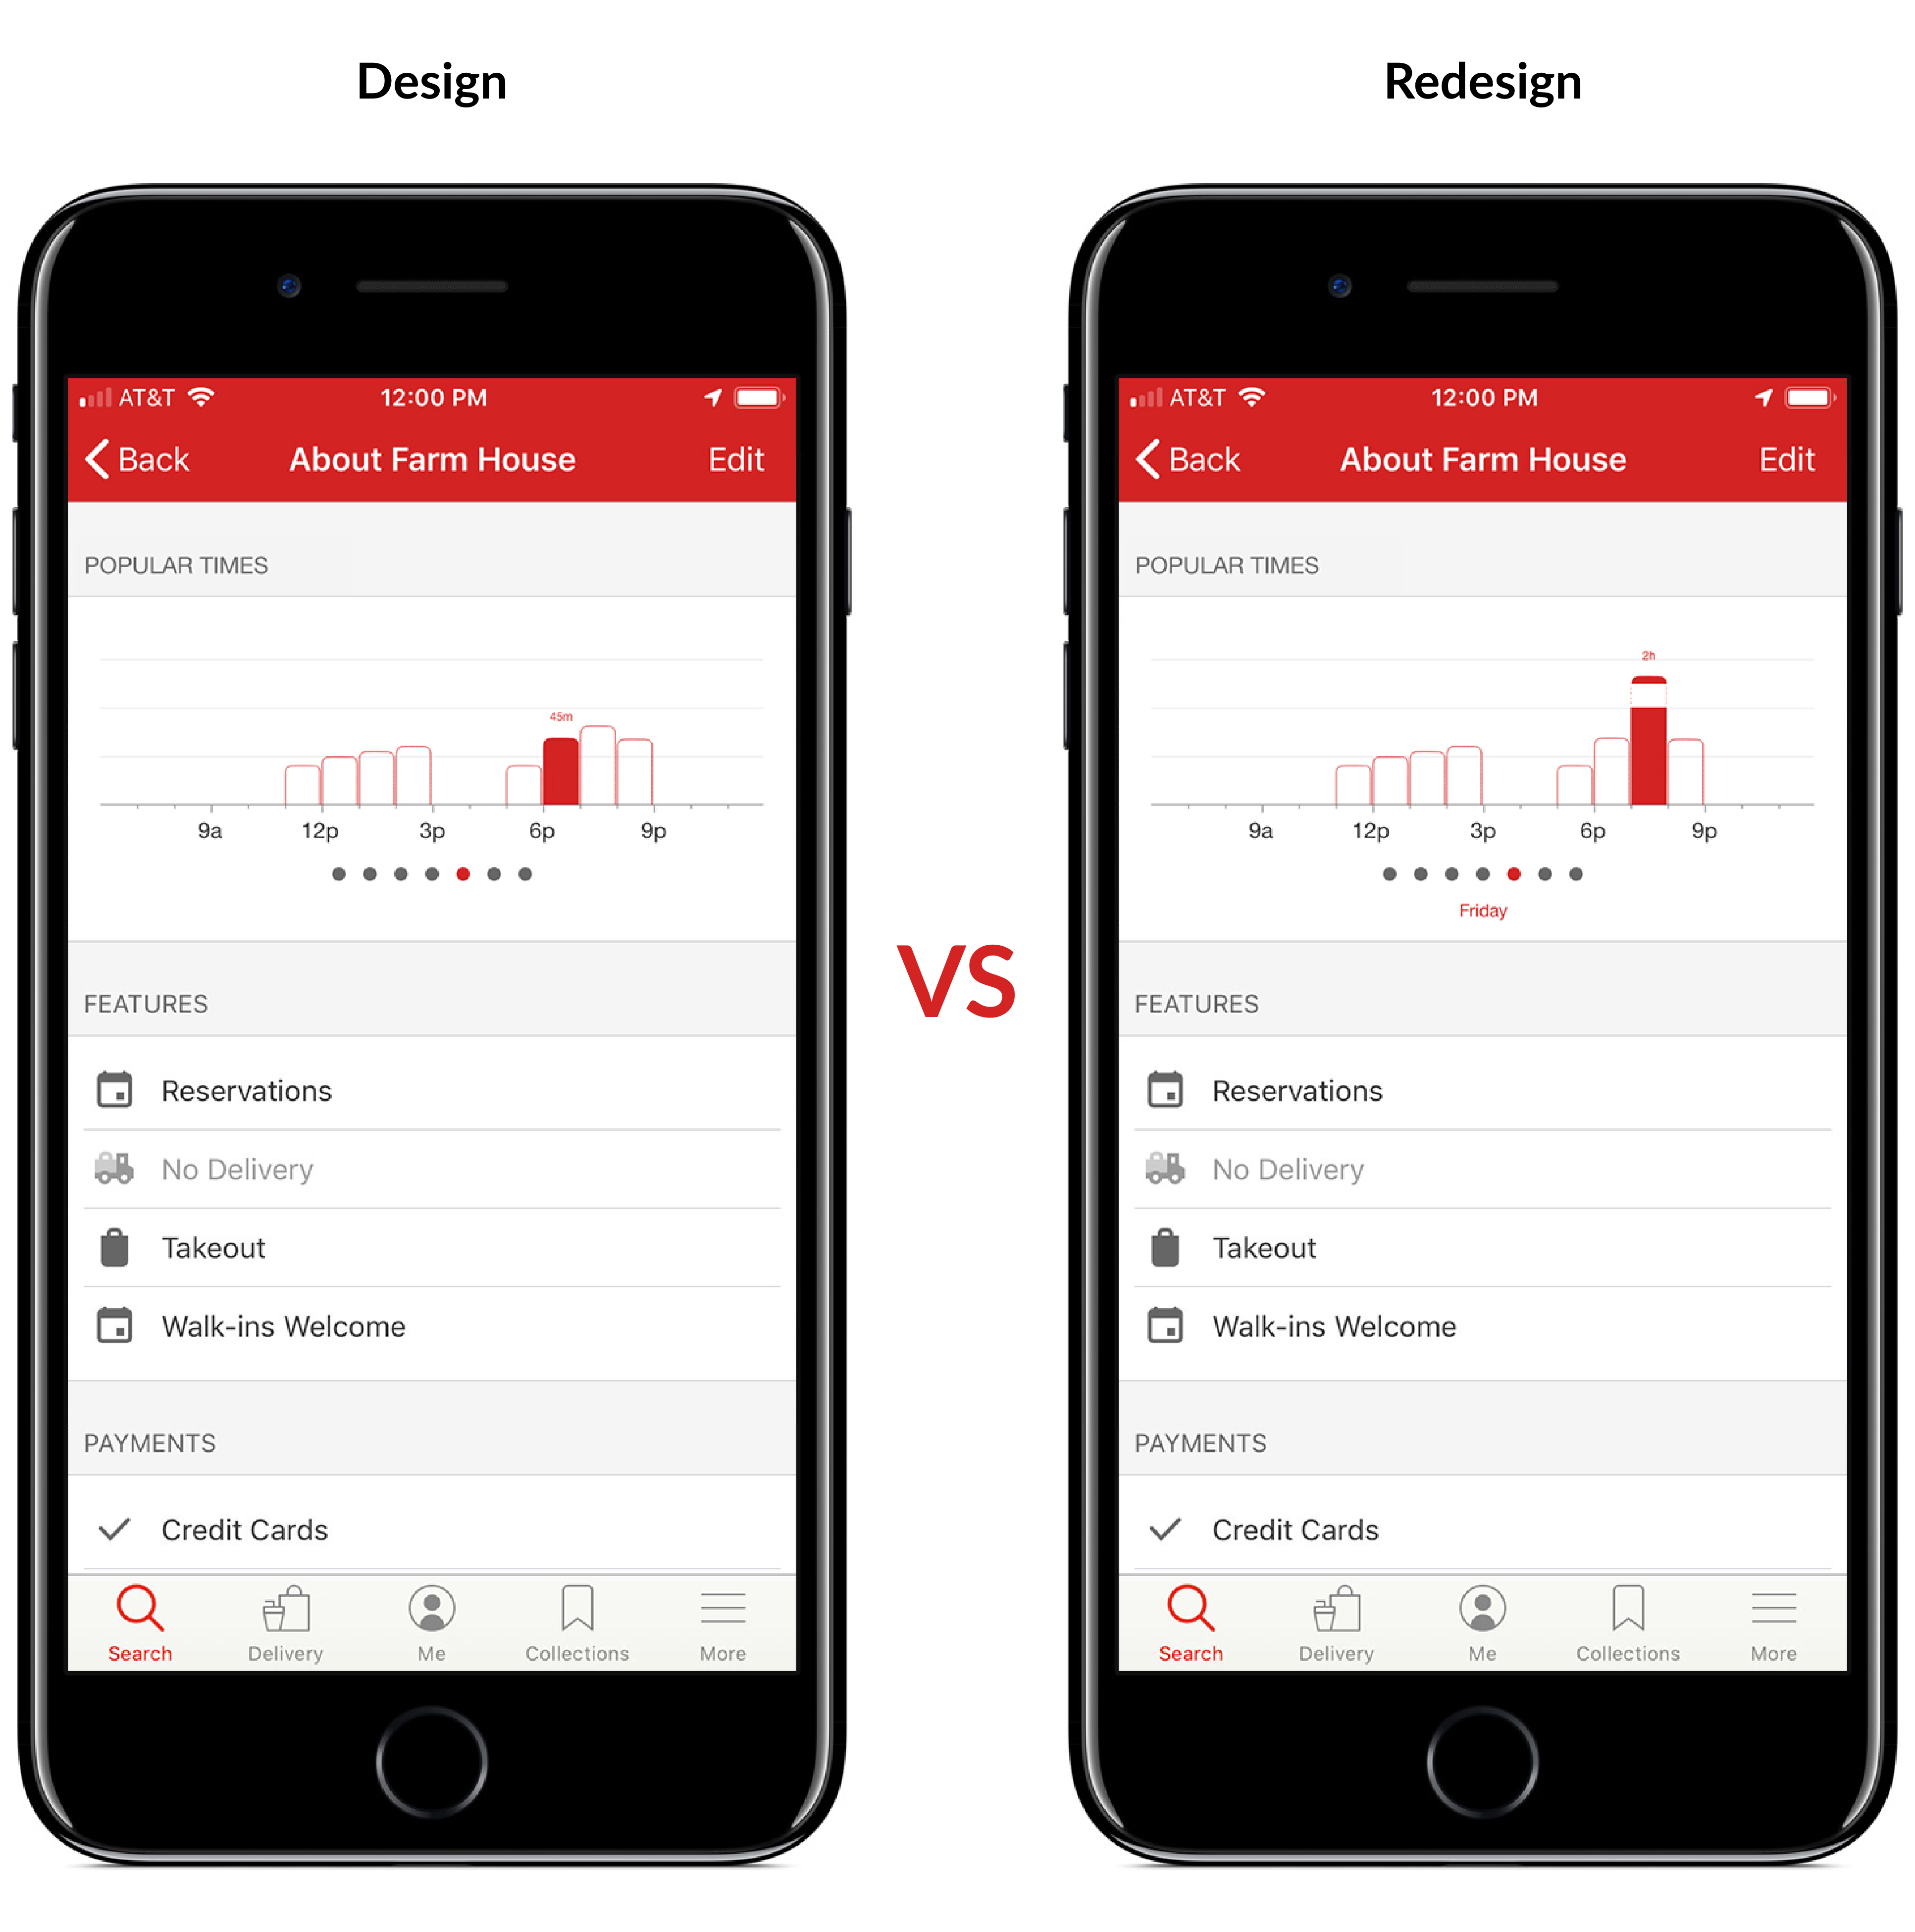 Design
Redesign
AT&T 12:00 PM
Back About Farm House Edit
POPULAR TIMES
45m
9a 12p 3p 6p 9p
FEATURES
Reservations
No Delivery
Takeout
Walk-ins Welcome
PAYMENTS
Credit Cards
Search Delivery Me Collections More
VS
AT&T 12:00 PM
Back About Farm House Edit
POPULAR TIMES
2h
9a 12p 3p 6p 9p
Friday
FEATURES
Reservations
No Delivery
Takeout
Walk-ins Welcome
PAYMENTS
Credit Cards
Search Delivery Me Collections More